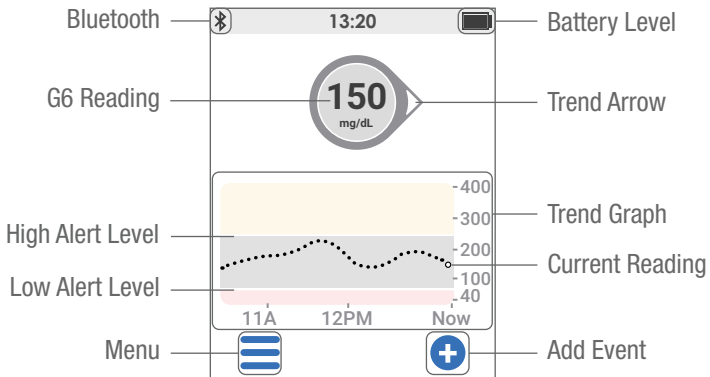 Bluetooth
13:20
Battery Level
G6 Reading
150
mg/dL
Trend Arrow
400
300
200
100
40
Trend Graph
High Alert Level
Current Reading
Low Alert Level
11A 12PM Now
Menu
Add Event